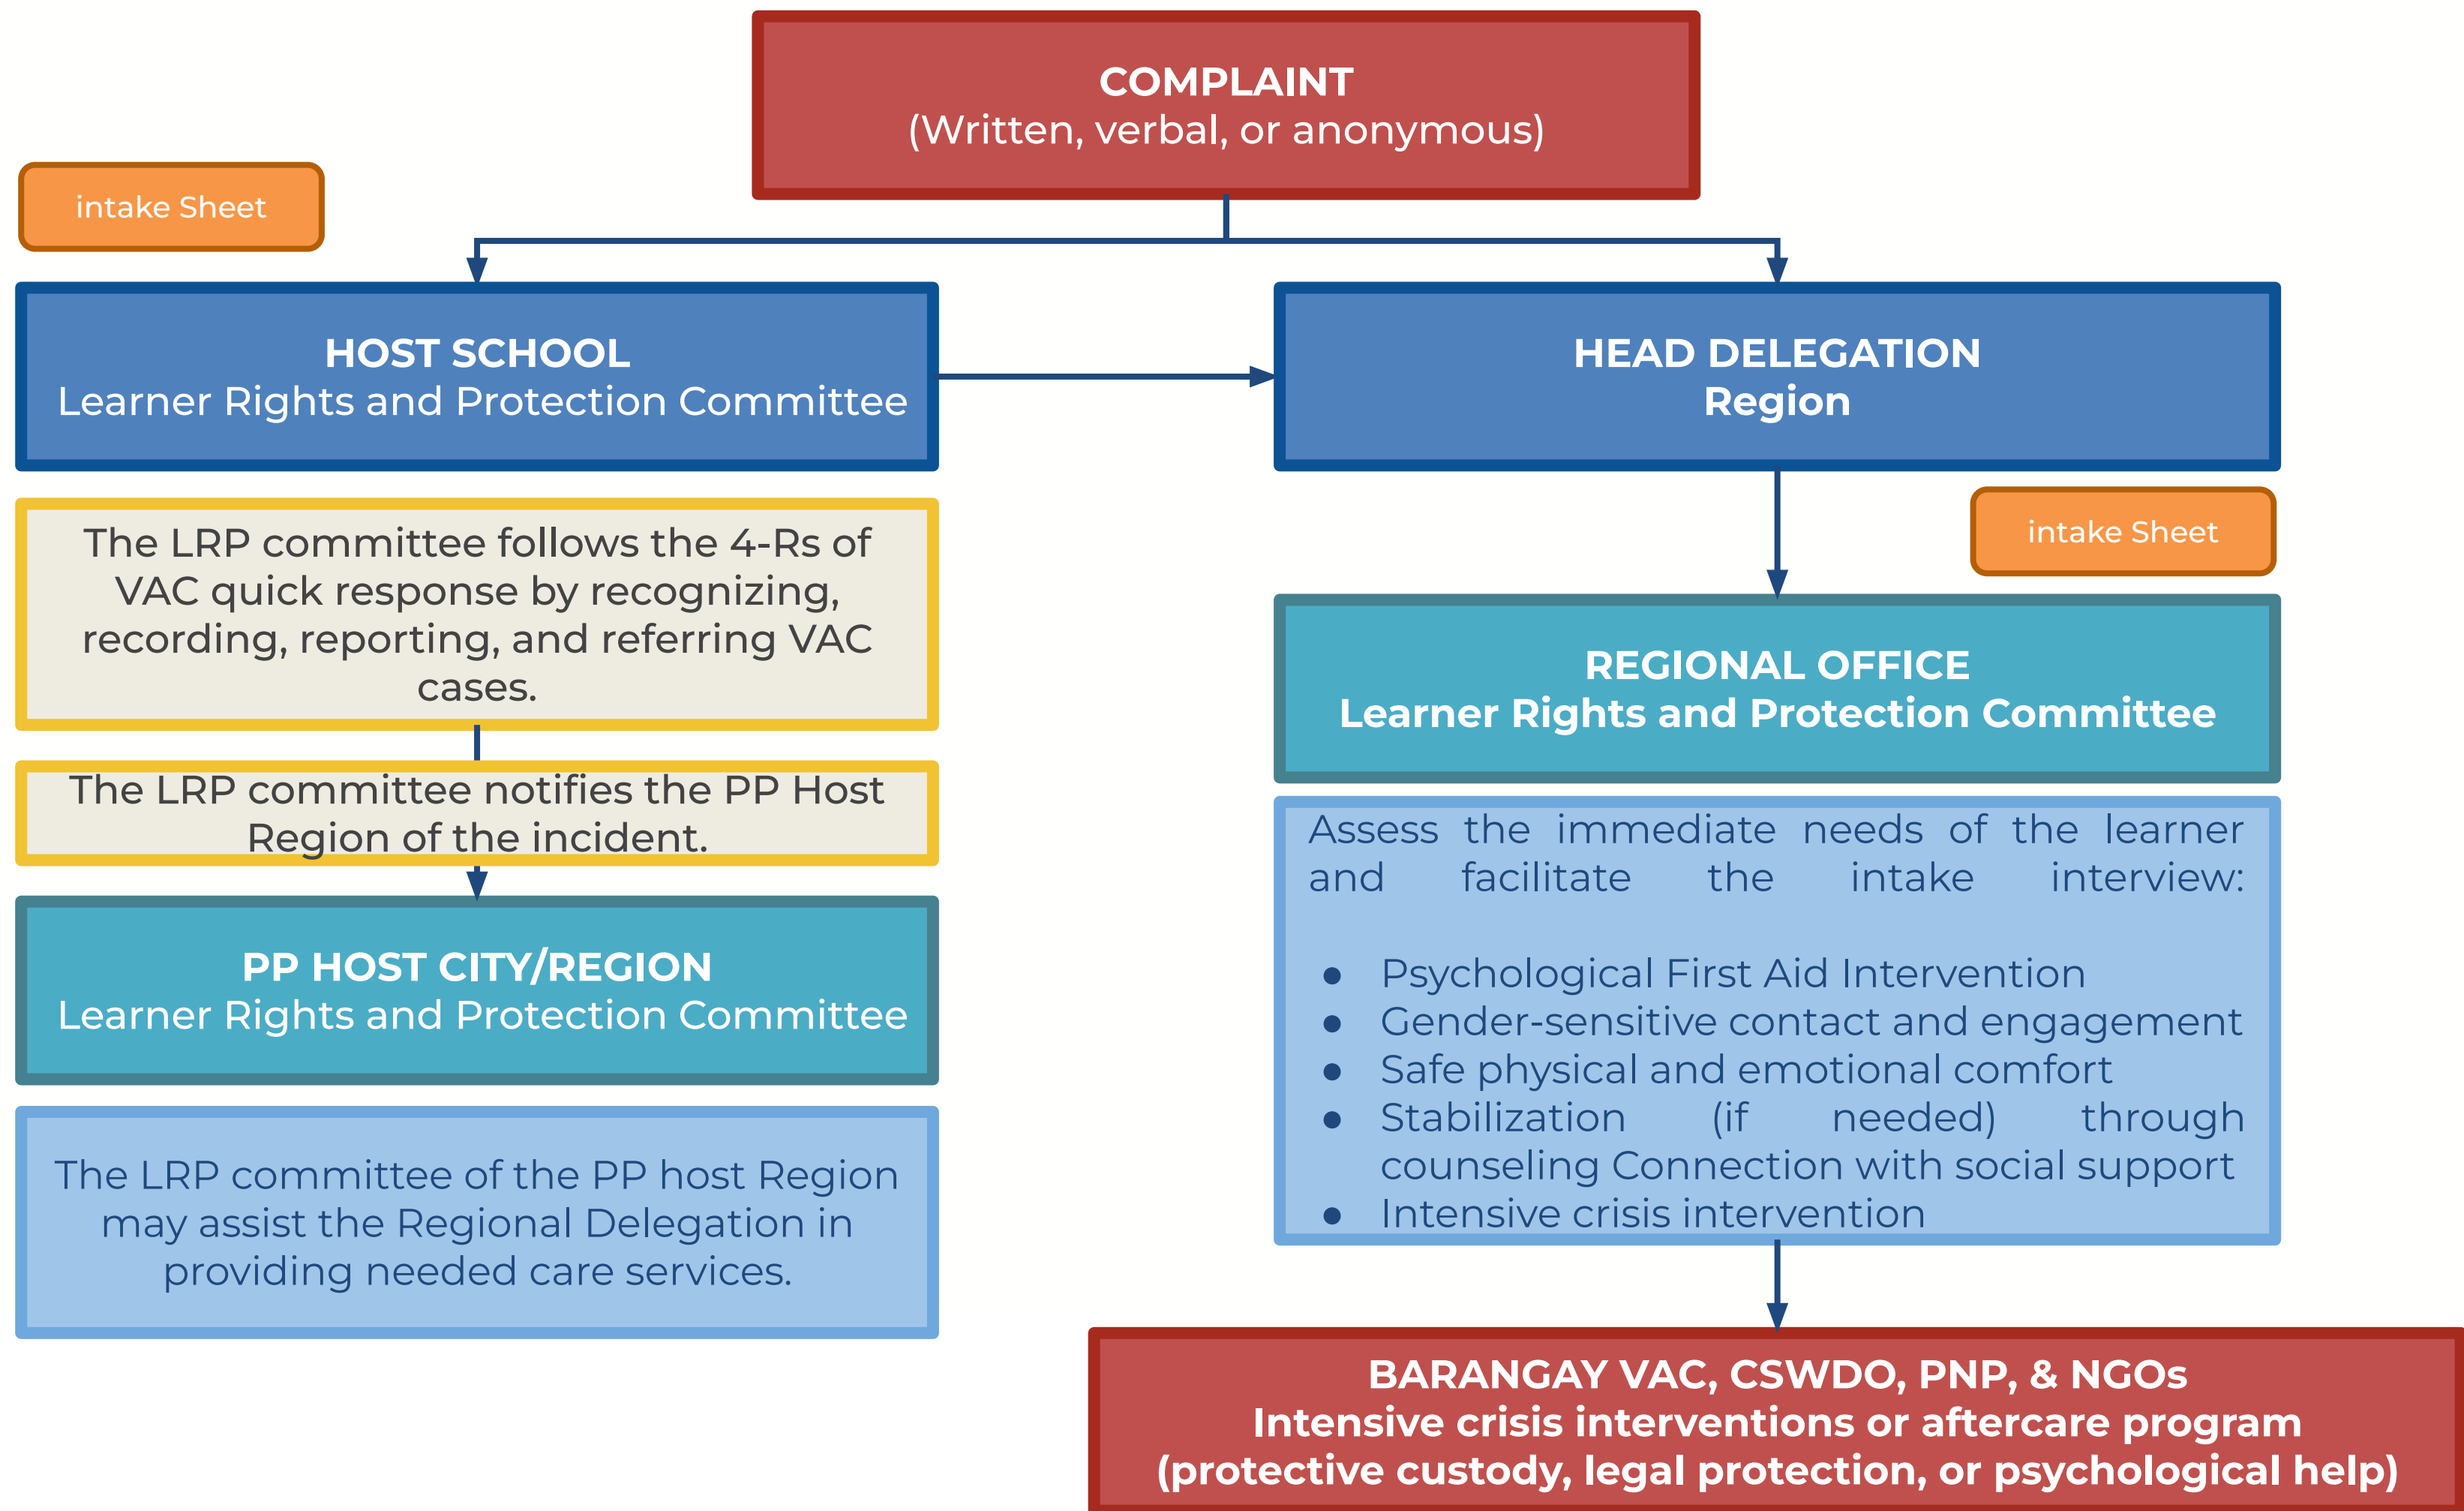 COMPLAINT
(Written, verbal, or anonymous)
intake Sheet
HOST SCHOOL
Learner Rights and Protection Committee
HEAD DELEGATION
Region
The LRP committee follows the 4-Rs of
VAC quick response by recognizing,
recording, reporting, and referring VAC
cases.
intake Sheet
The LRP committee notifies the PP Host
Region of the incident.
REGIONAL OFFICE
Learner Rights and Protection Committee
PP HOST CITY/REGION
Learner Rights and Protection Committee
Assess the immediate needs of the learner
and facilitate the intake interview:
● Psychological First Aid Intervention
● Gender-sensitive contact and engagement
● Safe physical and emotional comfort
● Stabilization (if needed) through
counseling Connection with social support
● Intensive crisis intervention
The LRP committee of the PP host Region
may assist the Regional Delegation in
providing needed care services.
BARANGAY VAC, CSWDO, PNP, & NGOs
Intensive crisis interventions or aftercare program
(protective custody, legal protection, or psychological help)